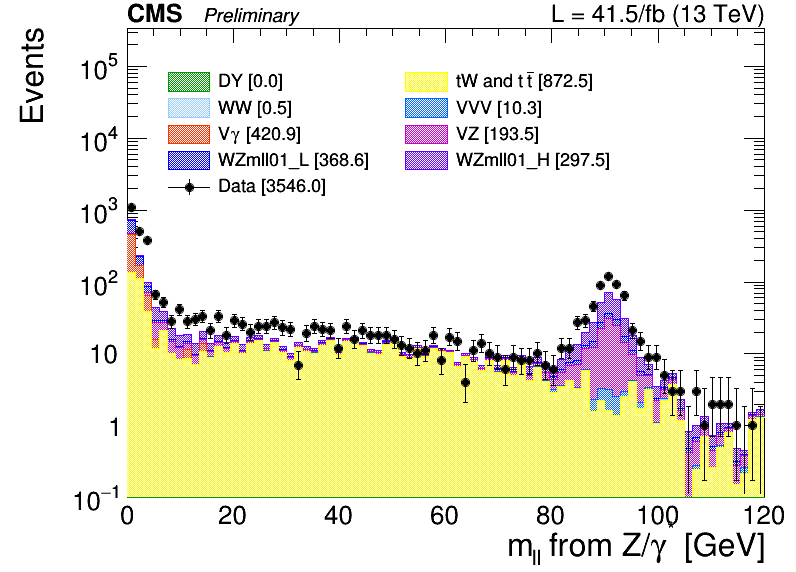 CMS Preliminary L = 41.5/fb (13 TeV)
Events
10⁵
10⁴
10³
10²
10
1
10⁻¹
DY [0.0] tW and tt̄ [872.5]
WW [0.5] VVV [10.3]
Vγ [420.9] VZ [193.5]
WZmll01_L [368.6] WZmll01_H [297.5]
Data [3546.0]
0 20 40 60 80 100 120
m_ll from Z/γ* [GeV]